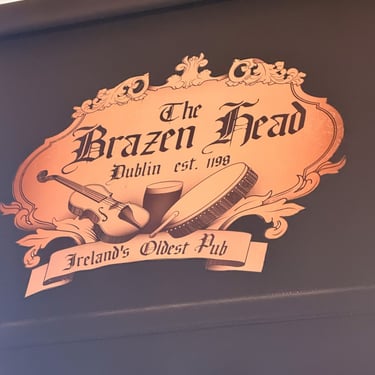 The
Brazen Head
Dublin est. 1198
Ireland's Oldest Pub